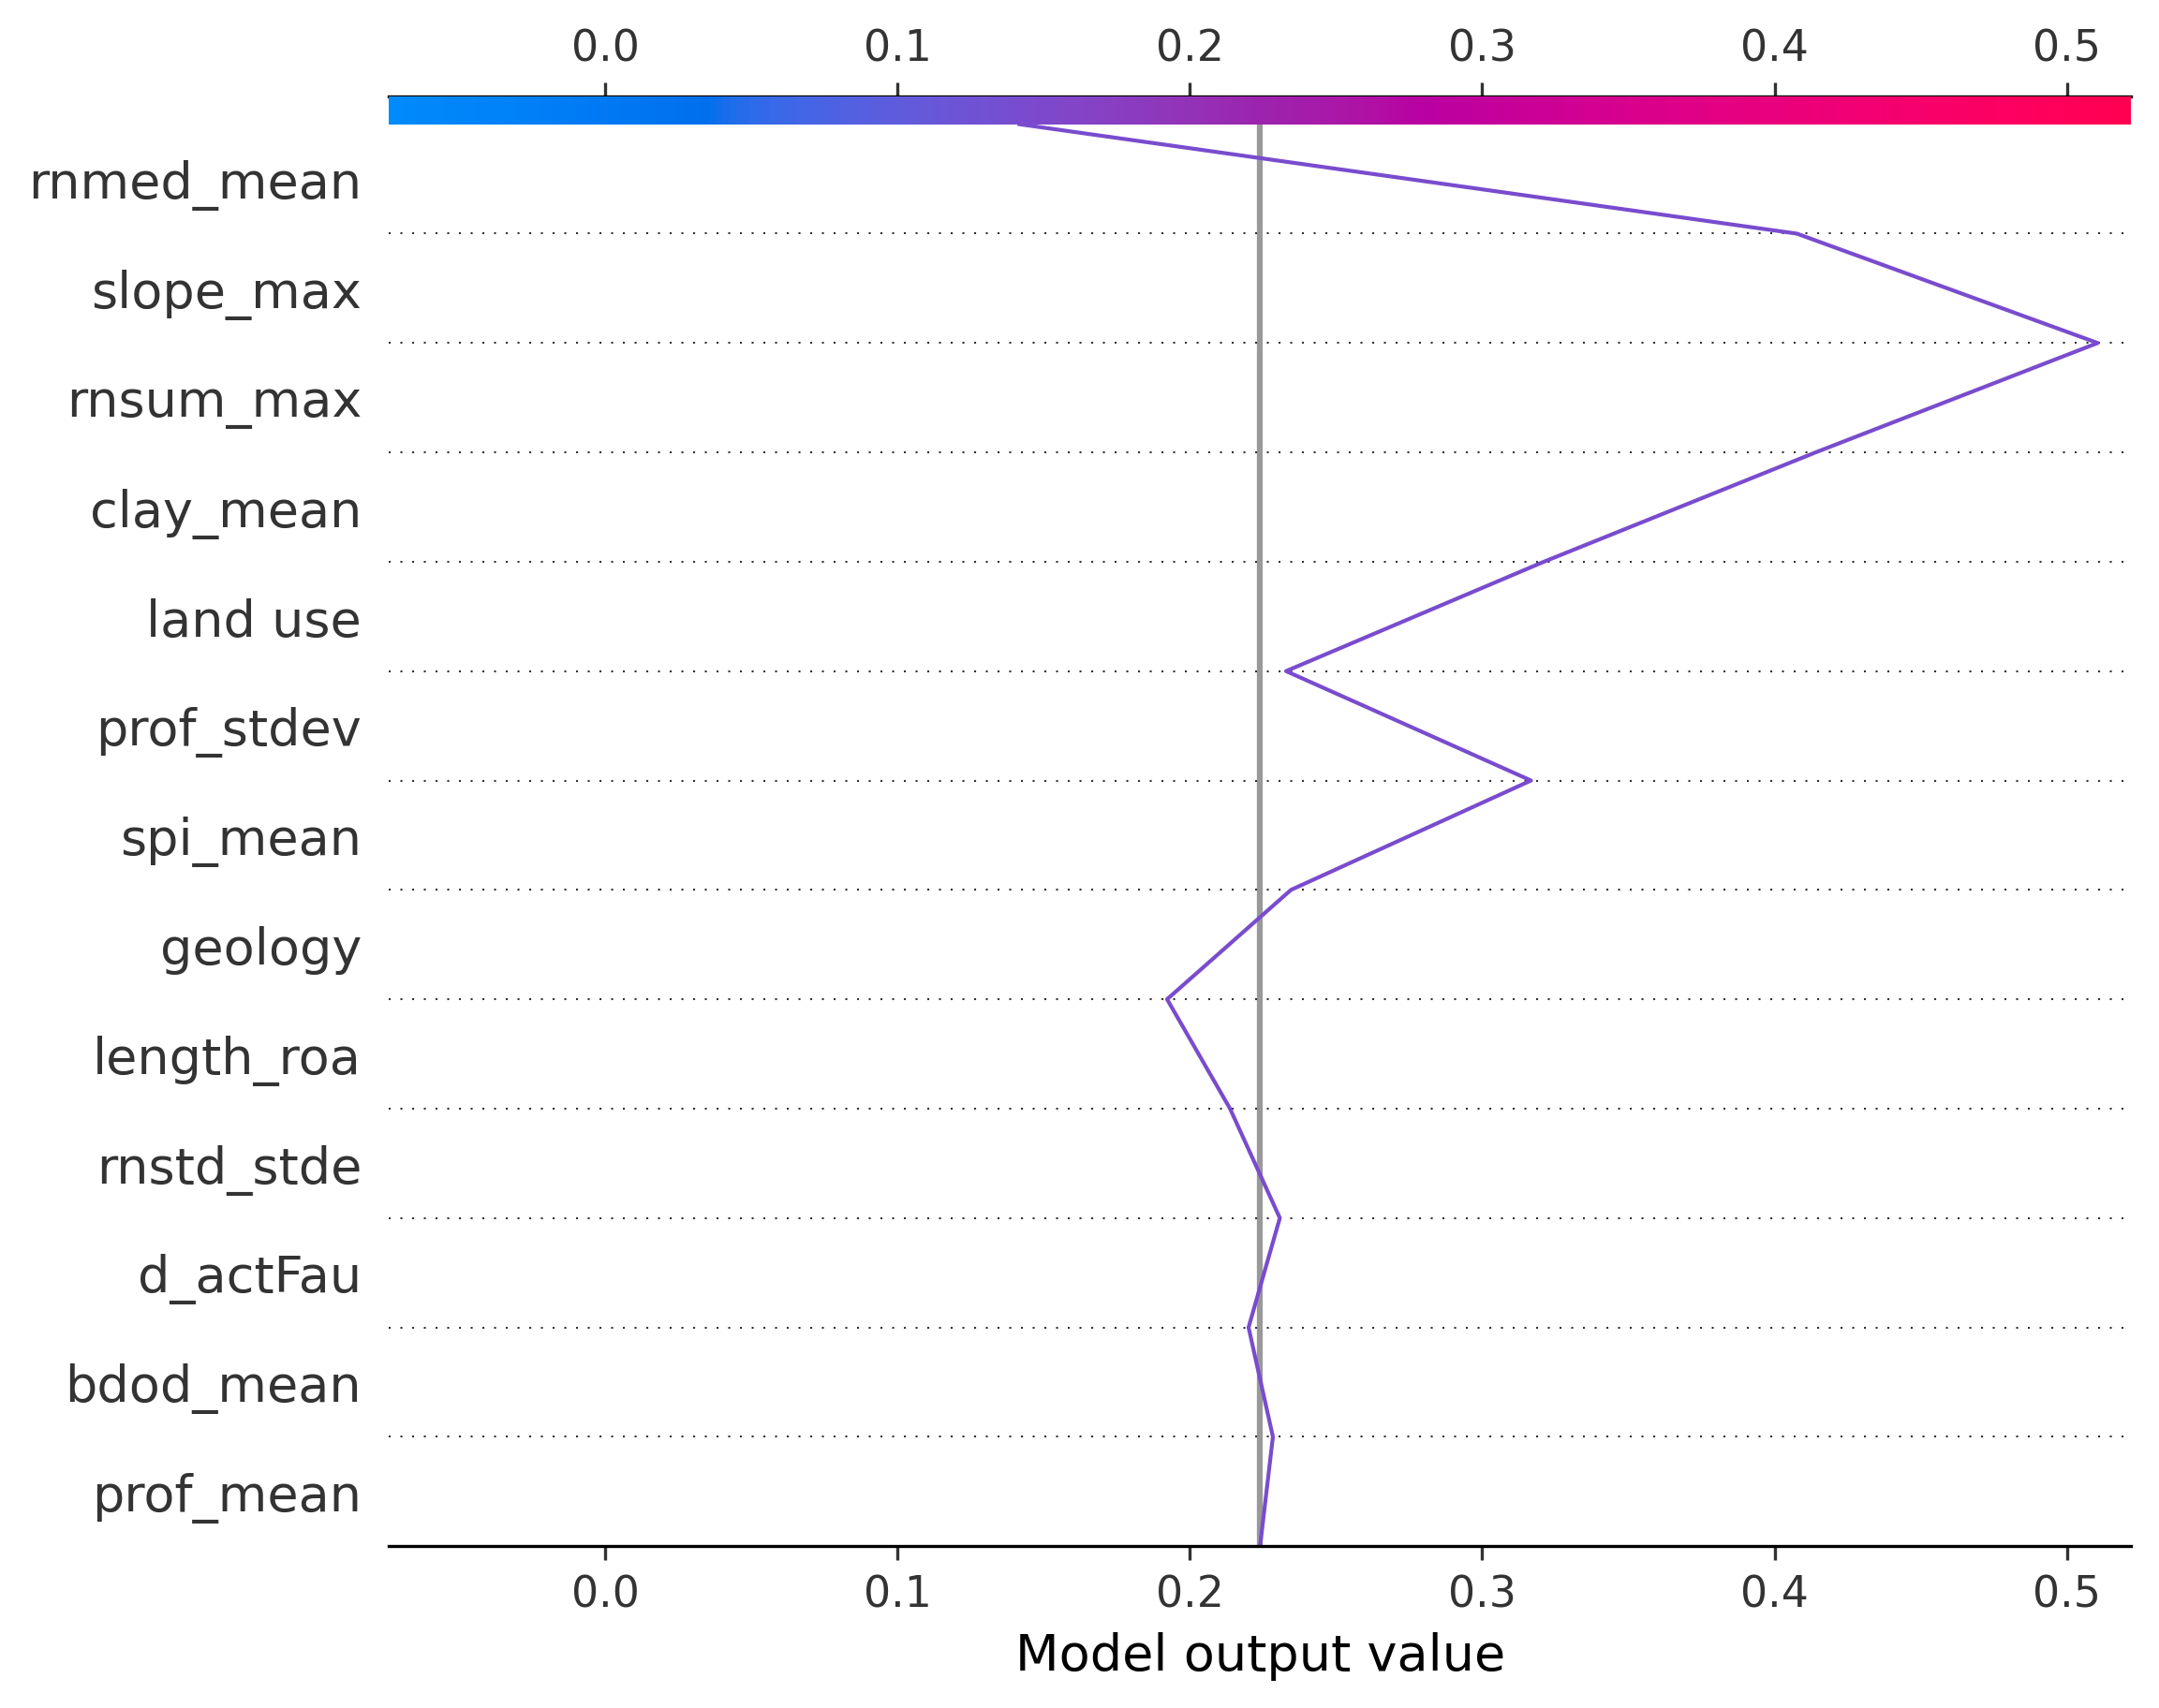 0.0 0.1 0.2 0.3 0.4 0.5
rnmed_mean
slope_max
rnsum_max
clay_mean
land use
prof_stdev
spi_mean
geology
length_roa
rnstd_stde
d_actFau
bdod_mean
prof_mean
0.0 0.1 0.2 0.3 0.4 0.5
Model output value